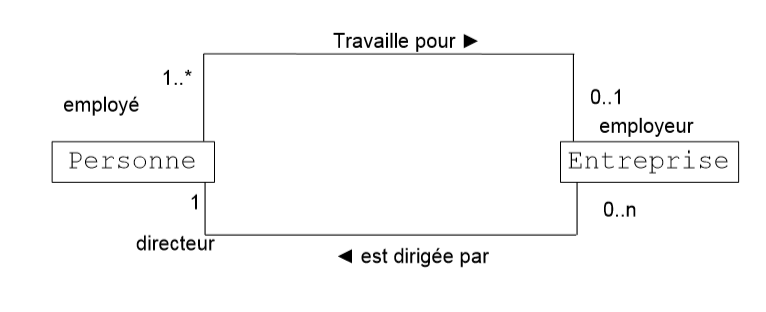 Travaille pour ►
1..*
0..1
employé
employeur
Personne
Entreprise
1
0..n
directeur
◄ est dirigée par